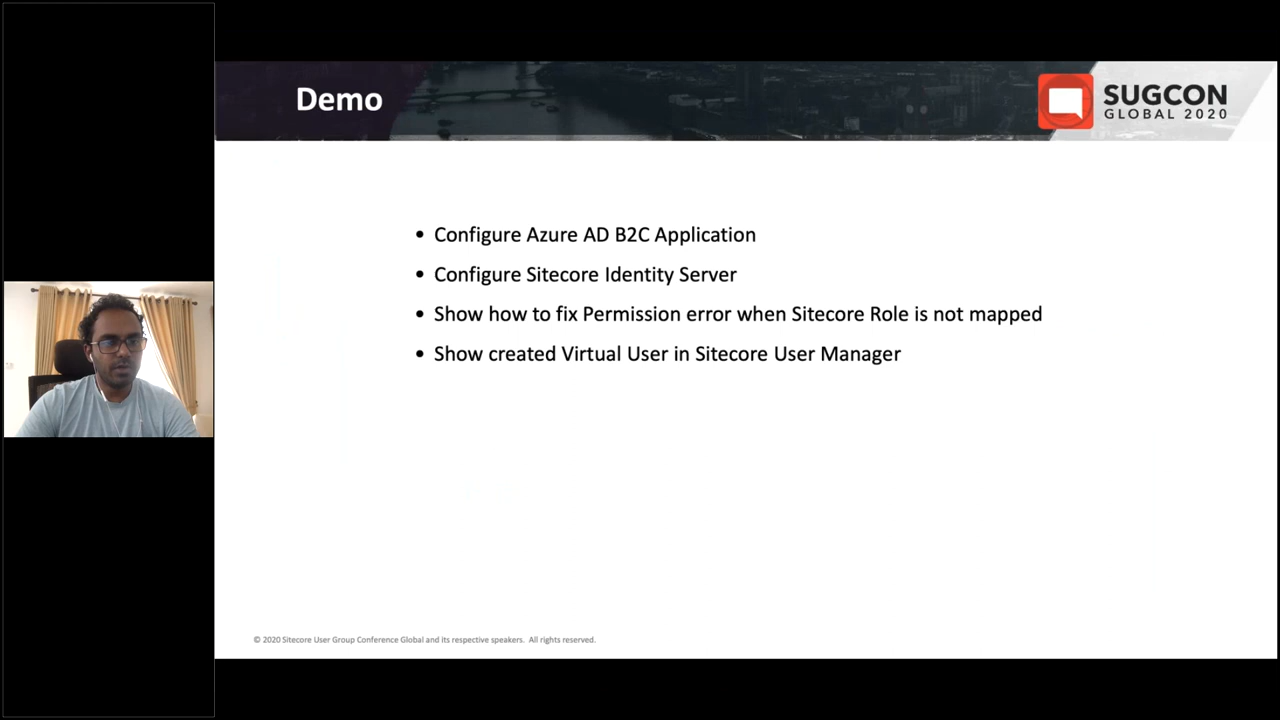 Demo
SUGCON
GLOBAL 2020
• Configure Azure AD B2C Application
• Configure Sitecore Identity Server
• Show how to fix Permission error when Sitecore Role is not mapped
• Show created Virtual User in Sitecore User Manager
© 2020 Sitecore User Group Conference Global and its respective speakers. All rights reserved.